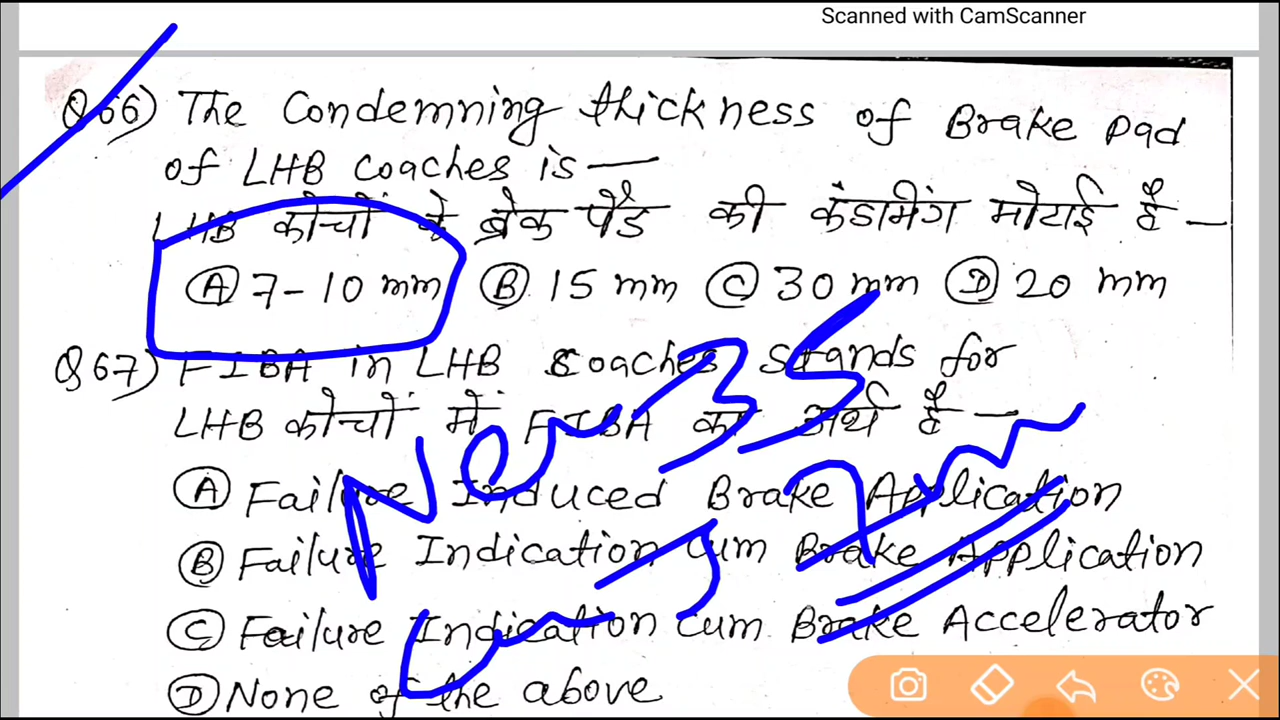 Scanned with CamScanner
Q66) The Condemning thickness of Brake pad
of LHB coaches is —
LHB कोचों के ब्रेक पैड की कंडामिंग मोटाई है —
Ⓐ 7-10 mm Ⓑ 15 mm Ⓒ 30 mm Ⓓ 20 mm
Q67) FIBA in LHB coaches stands for
LHB कोचों में FIBA का अर्थ है —
Ⓐ Failure Induced Brake Application
Ⓑ Failure Indication cum Brake Application
Ⓒ Failure Indication cum Brake Accelerator
Ⓓ None of the above
New 35